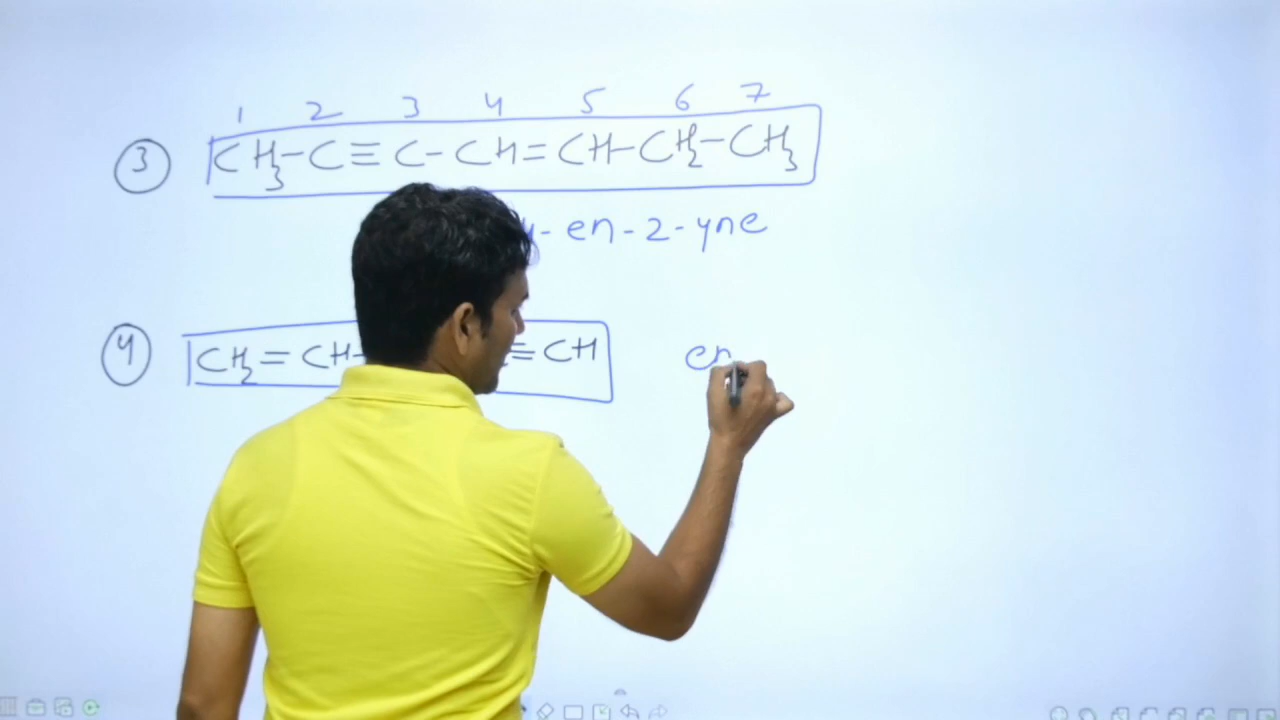 1 2 3 4 5 6 7
3 CH₃-C≡C-CH=CH-CH₂-CH₃
4-en-2-yne
4 CH₂=CH- ≡CH en